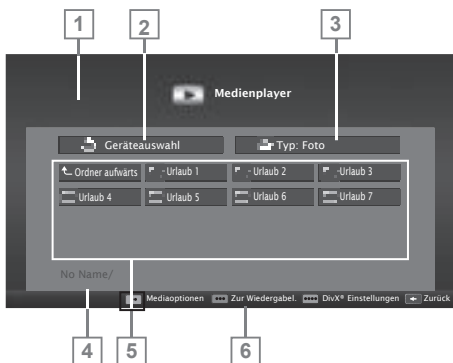 1 2 3
Medienplayer
Geräteauswahl Typ: Foto
Ordner aufwärts Urlaub 1 Urlaub 2 Urlaub 3
Urlaub 4 Urlaub 5 Urlaub 6 Urlaub 7
No Name/
Mediaoptionen Zur Wiedergabel. DivX® Einstellungen Zurück
4 5 6